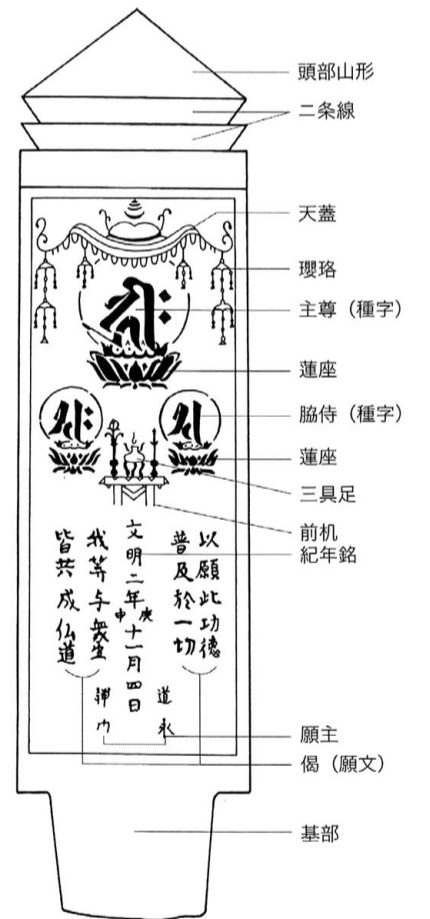 頭部山形
二条線
天蓋
瓔珞
主尊（種字）
蓮座
脇侍（種字）
蓮座
三具足
前机
紀年銘
願主
偈（願文）
基部
以願此功徳
普及於一切
文明二年庚申十一月四日
我等与衆生
皆共成仏道
道永
禅門